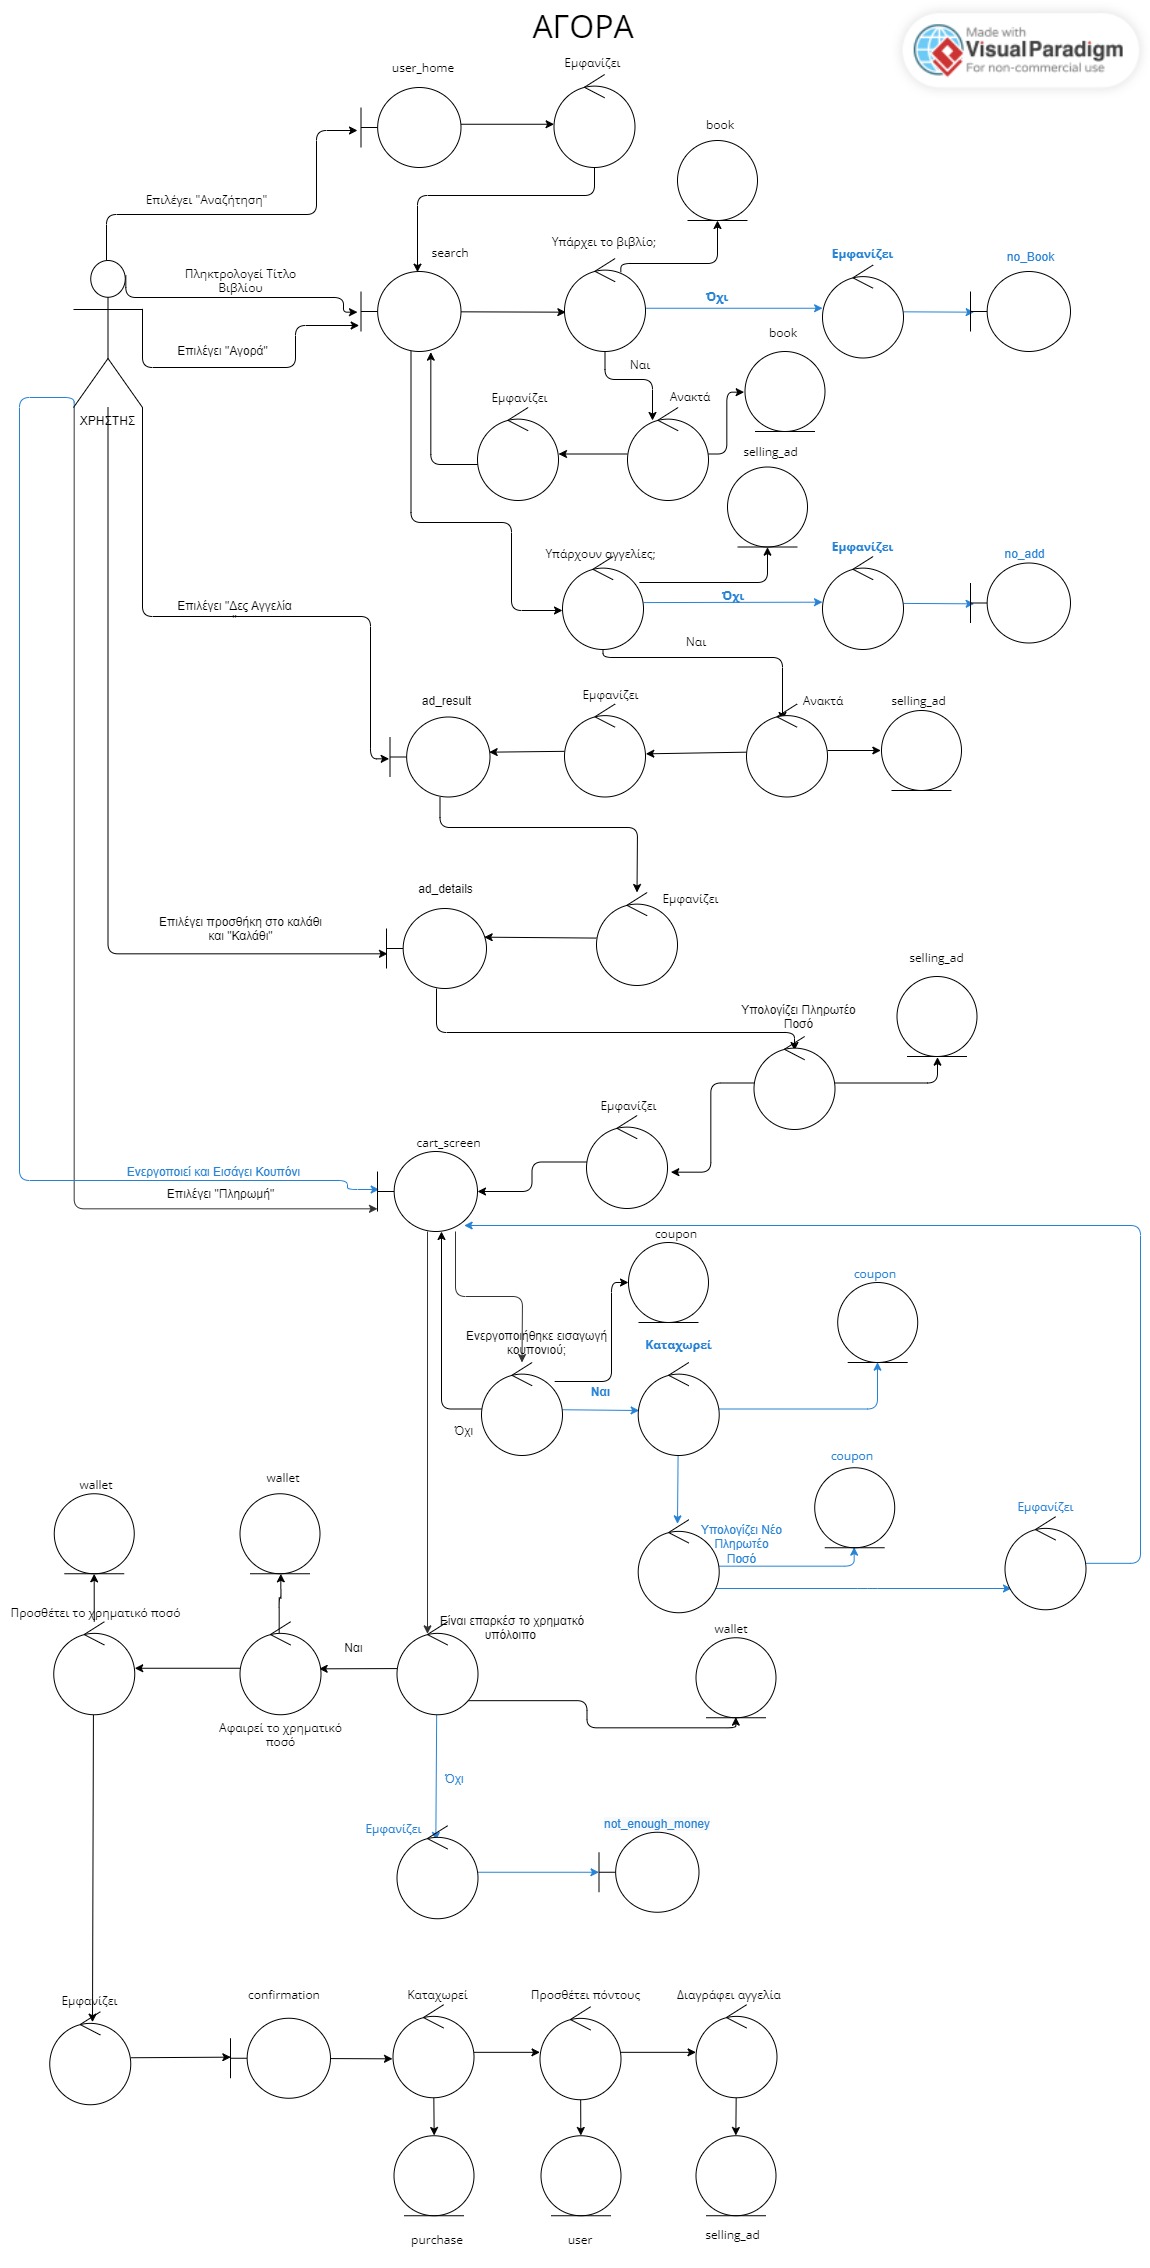 ΑΓΟΡΑ
Made with
VisualParadigm
For non-commercial use
user_home
Εμφανίζει
book
Επιλέγει "Αναζήτηση"
search
Υπάρχει το βιβλίο;
Εμφανίζει
no_Book
Πληκτρολογεί Τίτλο
Βιβλίου
Όχι
Επιλέγει "Αγορά"
book
Ναι
Εμφανίζει
Ανακτά
ΧΡΗΣΤΗΣ
selling_ad
Υπάρχουν αγγελίες;
Εμφανίζει
no_add
Όχι
Επιλέγει "Δες Αγγελία
"
Ναι
ad_result
Εμφανίζει
Ανακτά
selling_ad
ad_details
Εμφανίζει
Επιλέγει προσθήκη στο καλάθι
και "Καλάθι"
selling_ad
Υπολογίζει Πληρωτέο
Ποσό
Εμφανίζει
cart_screen
Ενεργοποιεί και Εισάγει Κουπόνι
Επιλέγει "Πληρωμή"
coupon
coupon
Ενεργοποιήθηκε εισαγωγή
κουπονιού;
Καταχωρεί
Ναι
Όχι
coupon
wallet
wallet
Εμφανίζει
Υπολογίζει Νέο
Πληρωτέο
Ποσό
Προσθέτει το χρηματικό ποσό
Είναι επαρκέσ το χρηματκό
υπόλοιπο
wallet
Ναι
Αφαιρεί το χρηματικό
ποσό
Όχι
Εμφανίζει
not_enough_money
Εμφανίζει
confirmation
Καταχωρεί
Προσθέτει πόντους
Διαγράφει αγγελία
purchase
user
selling_ad